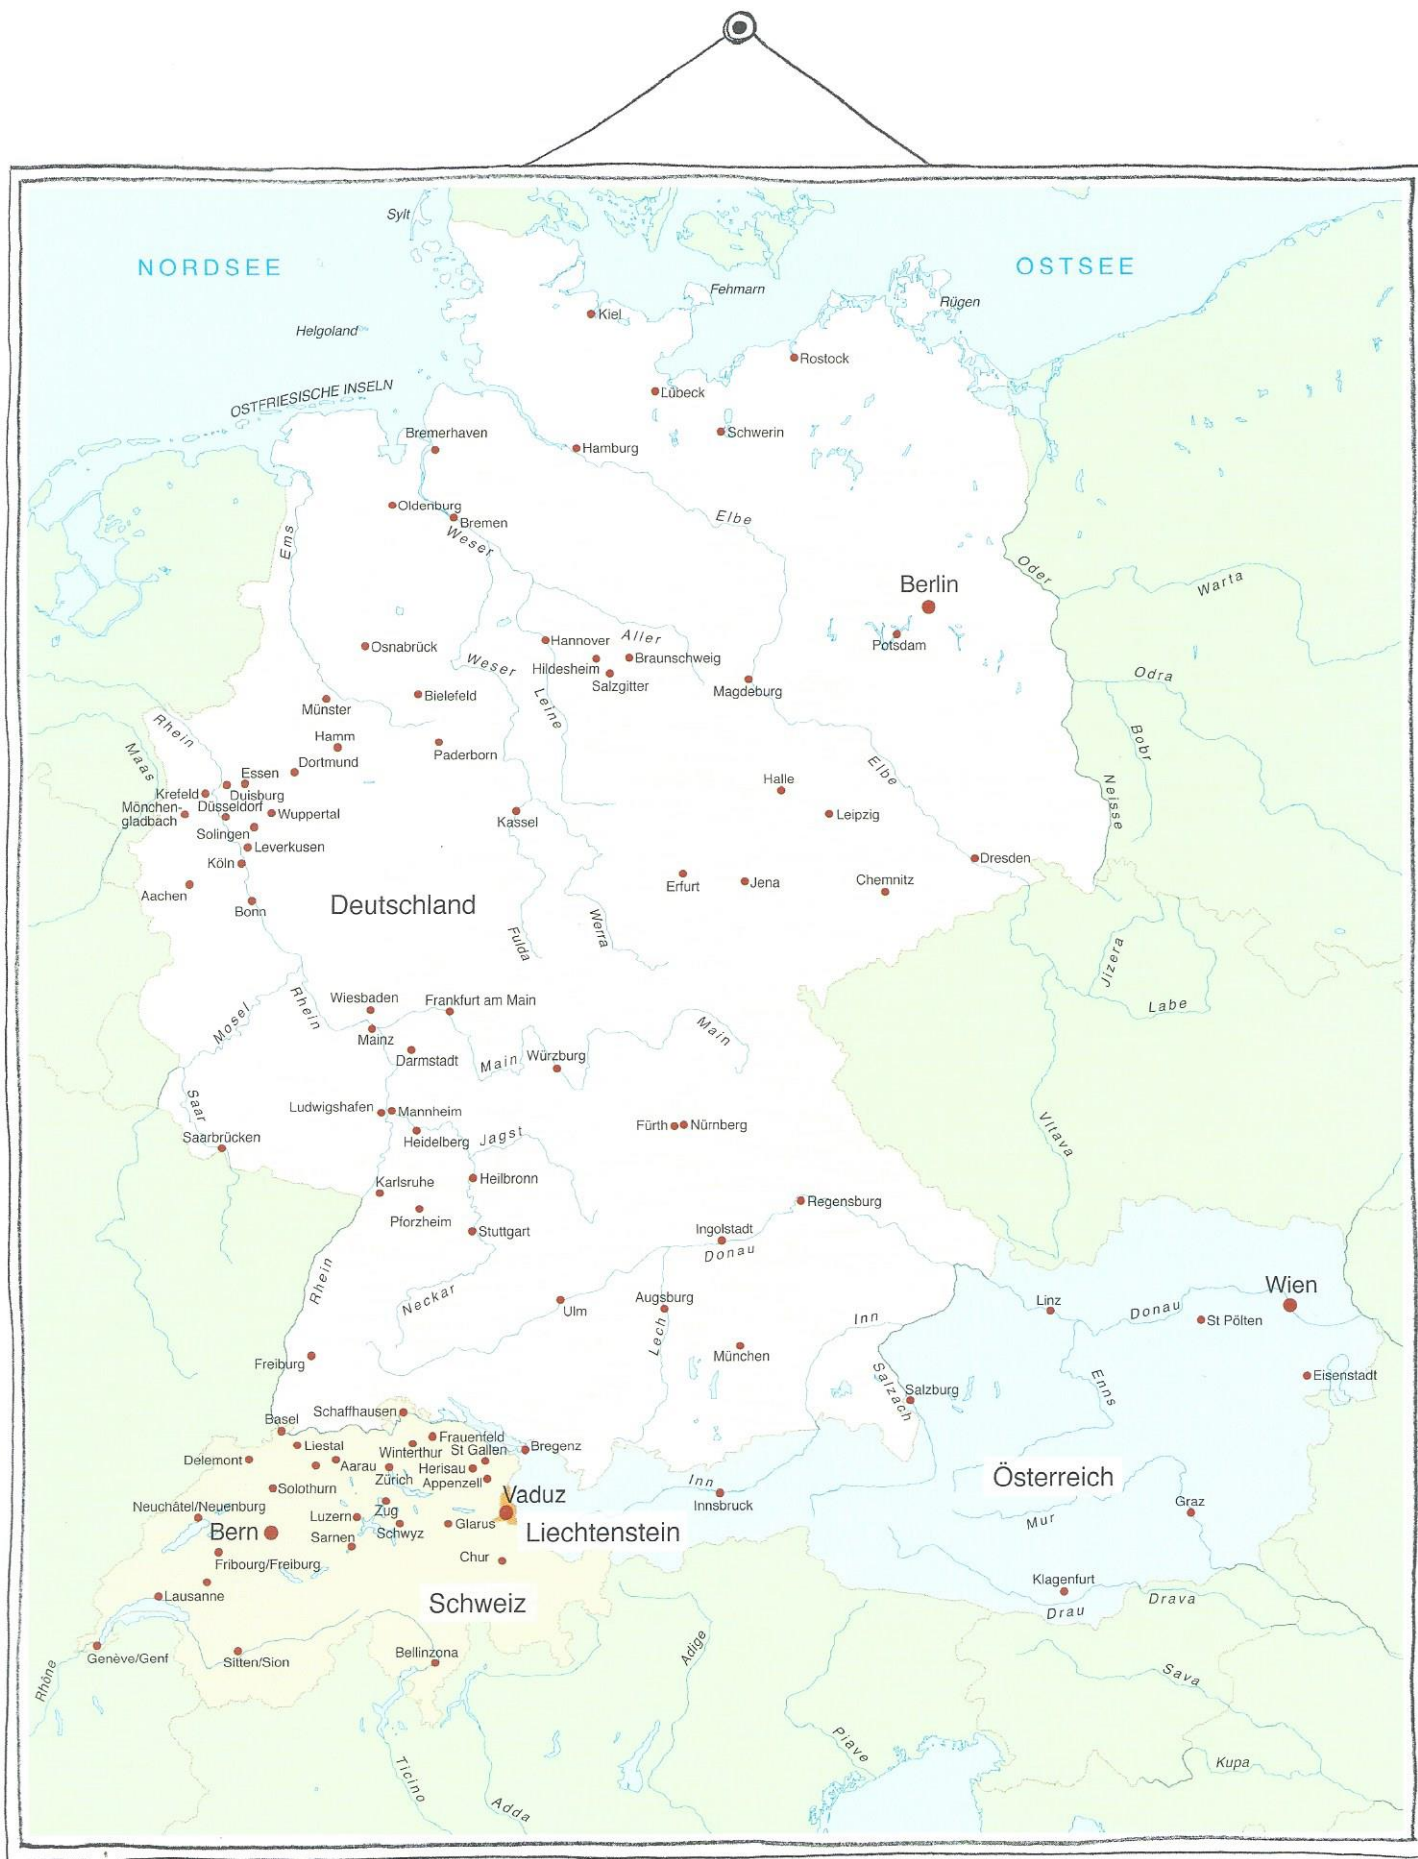 Sylt
NORDSEE
OSTSEE
Fehmarn
Rügen
Kiel
Helgoland
Rostock
OSTFRIESISCHE INSELN
Lübeck
Bremerhaven
Schwerin
Hamburg
Oldenburg
Bremen
Elbe
Ems
Weser
Oder
Berlin
Warta
Hannover
Aller
Potsdam
Osnabrück
Weser
Hildesheim
Braunschweig
Salzgitter
Magdeburg
Odra
Bielefeld
Leine
Münster
Rhein
Hamm
Bobr
Maas
Paderborn
Dortmund
Essen
Elbe
Halle
Krefeld
Duisburg
Neisse
Mönchen-
gladbach
Düsseldorf
Wuppertal
Kassel
Leipzig
Solingen
Leverkusen
Köln
Dresden
Aachen
Erfurt
Jena
Chemnitz
Bonn
Deutschland
Fulda
Werra
Jizera
Wiesbaden
Frankfurt am Main
Labe
Mosel
Rhein
Main
Mainz
Darmstadt
Main
Würzburg
Saar
Ludwigshafen
Mannheim
Fürth
Nürnberg
Vltava
Saarbrücken
Heidelberg
Jagst
Karlsruhe
Heilbronn
Regensburg
Pforzheim
Stuttgart
Ingolstadt
Donau
Rhein
Neckar
Wien
Ulm
Augsburg
Linz
Donau
St Pölten
Inn
Lech
Freiburg
München
Salzach
Salzburg
Enns
Eisenstadt
Schaffhausen
Basel
Liestal
Frauenfeld
Winterthur
St Gallen
Bregenz
Delemont
Aarau
Zürich
Herisau
Appenzell
Inn
Österreich
Solothurn
Vaduz
Innsbruck
Neuchâtel/Neuenburg
Zug
Graz
Luzern
Bern
Sarnen
Schwyz
Glarus
Liechtenstein
Mur
Fribourg/Freiburg
Chur
Klagenfurt
Lausanne
Schweiz
Drau
Drava
Genève/Genf
Sitten/Sion
Bellinzona
Adige
Rhône
Sava
Piave
Kupa
Ticino
Adda